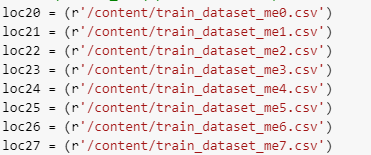 loc20 = (r'/content/train_dataset_me0.csv')
loc21 = (r'/content/train_dataset_me1.csv')
loc22 = (r'/content/train_dataset_me2.csv')
loc23 = (r'/content/train_dataset_me3.csv')
loc24 = (r'/content/train_dataset_me4.csv')
loc25 = (r'/content/train_dataset_me5.csv')
loc26 = (r'/content/train_dataset_me6.csv')
loc27 = (r'/content/train_dataset_me7.csv')